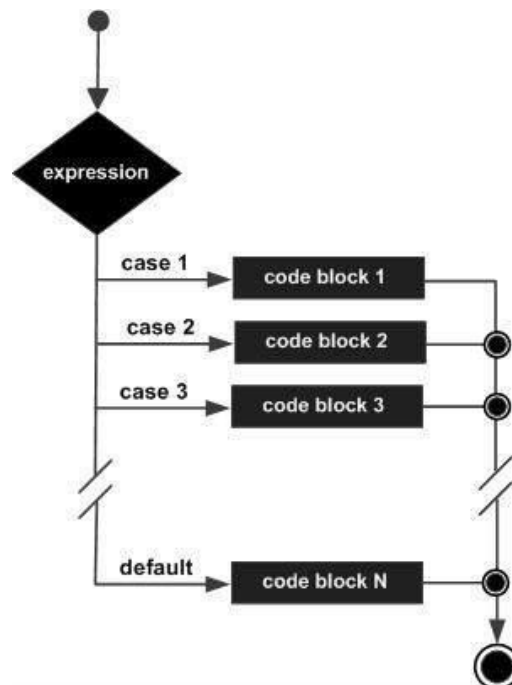 expression
case 1
code block 1
case 2
code block 2
case 3
code block 3
default
code block N